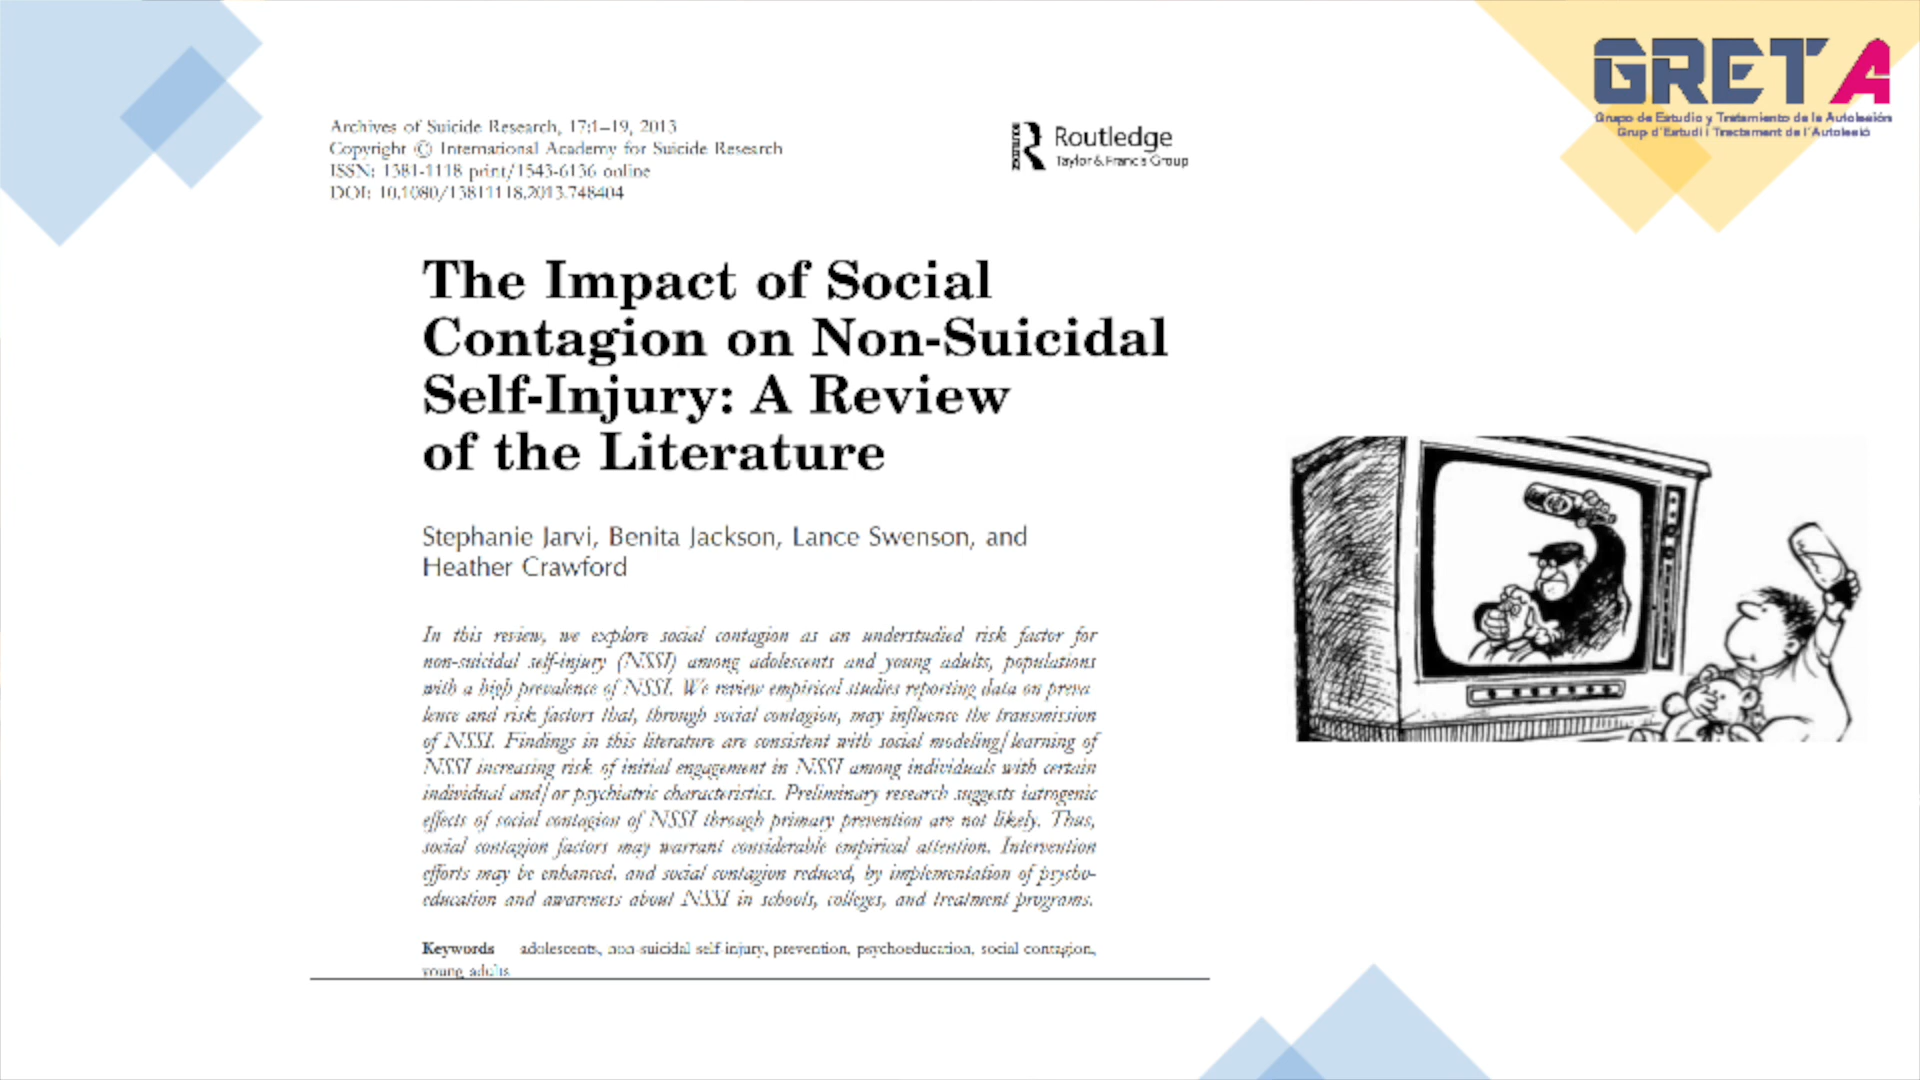 GRETA
Grupo de Estudio y Tratamiento de la Autolesión
Grup d'Estudi i Tractament de l'Autolesió
Archives of Suicide Research, 17:1–19, 2013
Copyright © International Academy for Suicide Research
ISSN: 1381-1118 print/1543-6136 online
DOI: 10.1080/13811118.2013.748404
ROUTLEDGE
Routledge
Taylor & Francis Group
The Impact of Social
Contagion on Non-Suicidal
Self-Injury: A Review
of the Literature
Stephanie Jarvi, Benita Jackson, Lance Swenson, and
Heather Crawford
In this review, we explore social contagion as an understudied risk factor for
non-suicidal self-injury (NSSI) among adolescents and young adults, populations
with a high prevalence of NSSI. We review empirical studies reporting data on preva
lence and risk factors that, through social contagion, may influence the transmission
of NSSI. Findings in this literature are consistent with social modeling/learning of
NSSI increasing risk of initial engagement in NSSI among individuals with certain
individual and/or psychiatric characteristics. Preliminary research suggests iatrogenic
effects of social contagion of NSSI through primary prevention are not likely. Thus,
social contagion factors may warrant considerable empirical attention. Intervention
efforts may be enhanced, and social contagion reduced, by implementation of psycho-
education and awareness about NSSI in schools, colleges, and treatment programs.
Keywords adolescents, non-suicidal self-injury, prevention, psychoeducation, social contagion,
young adults